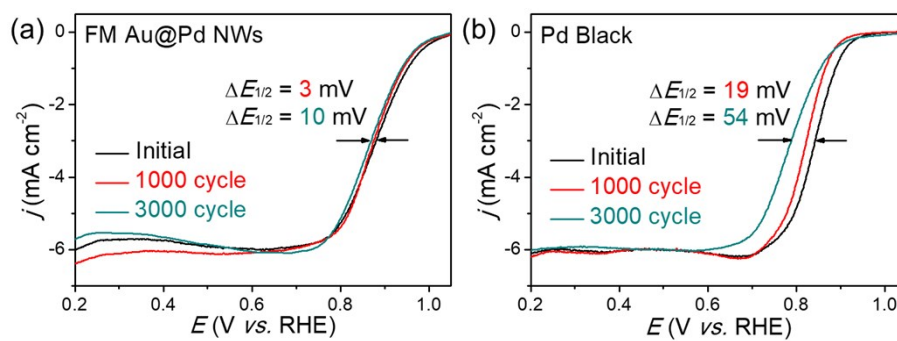 (a) FM Au@Pd NWs
ΔE1/2 = 3 mV
ΔE1/2 = 10 mV
Initial
1000 cycle
3000 cycle
j (mA cm-2)
0
-2
-4
-6
0.2 0.4 0.6 0.8 1.0
E (V vs. RHE)
(b) Pd Black
ΔE1/2 = 19 mV
ΔE1/2 = 54 mV
Initial
1000 cycle
3000 cycle
j (mA cm-2)
0
-2
-4
-6
0.2 0.4 0.6 0.8 1.0
E (V vs. RHE)